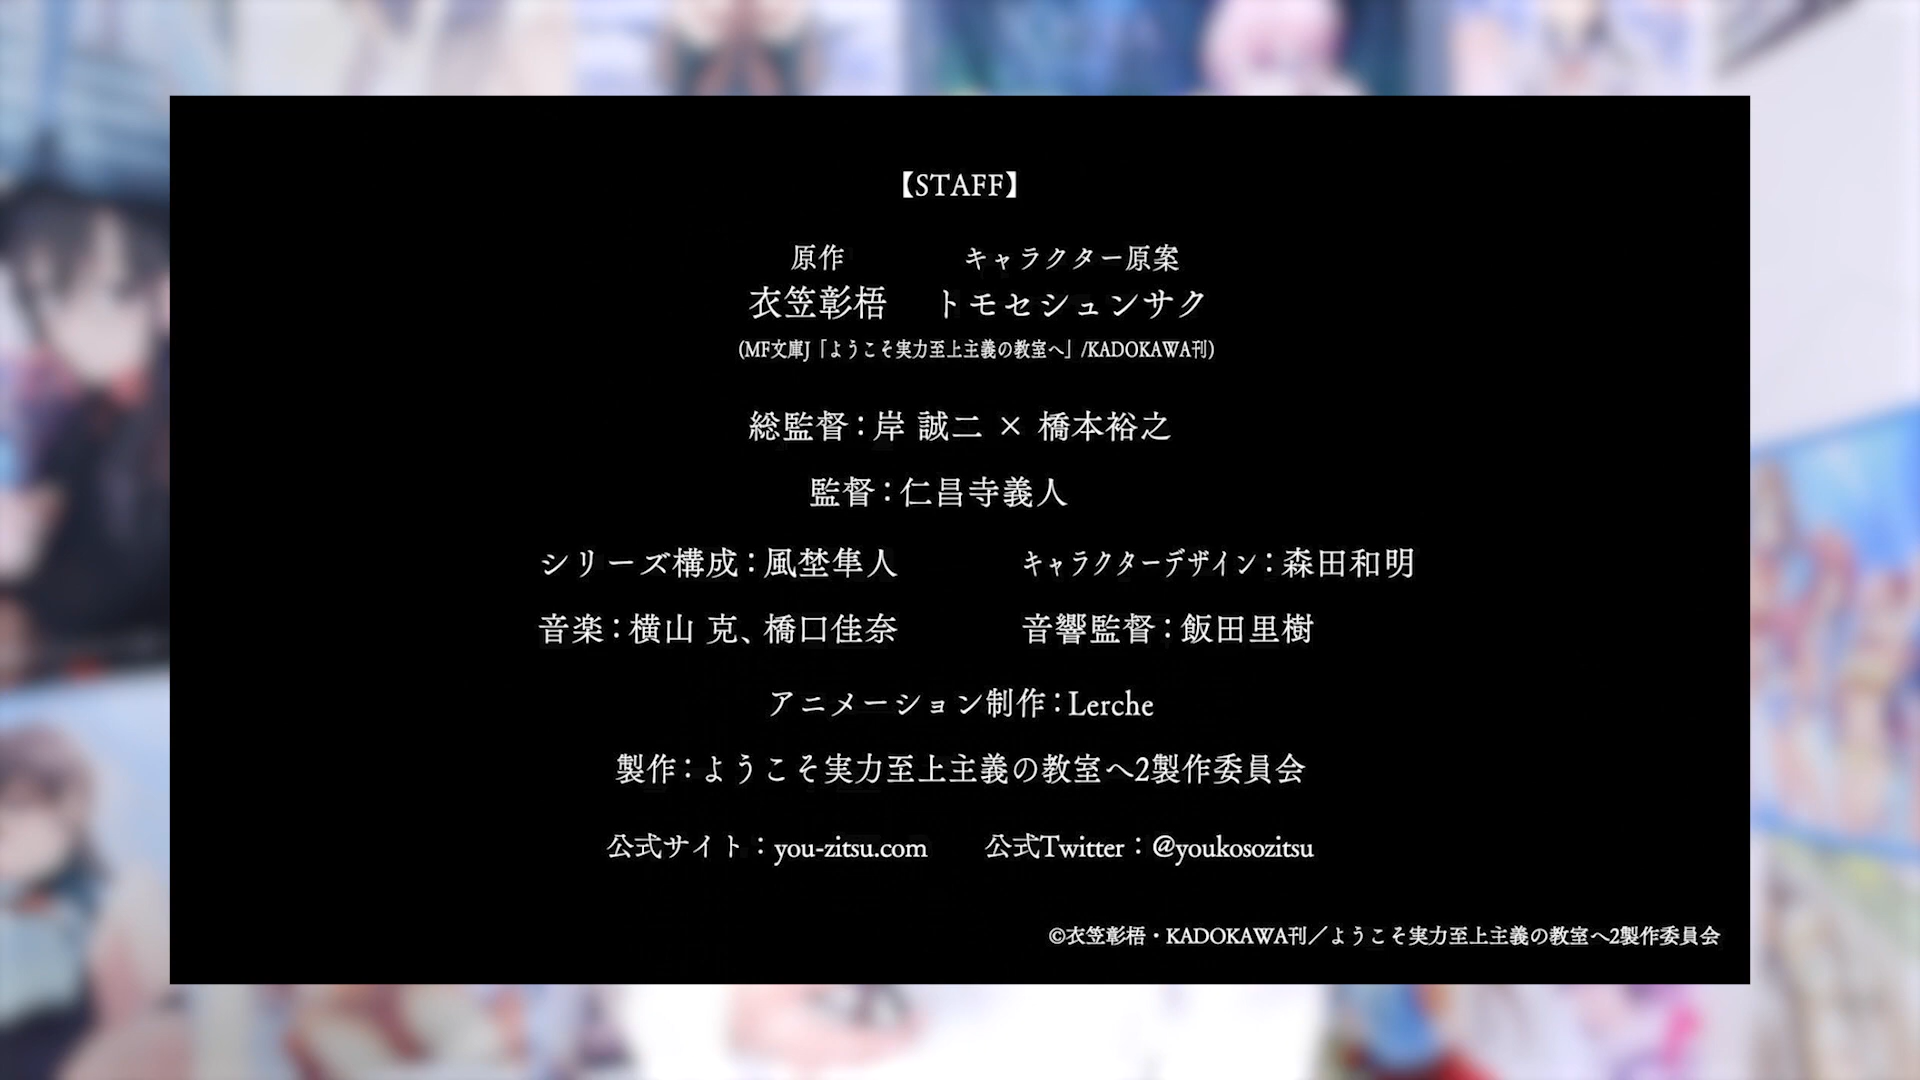 【STAFF】
原作 キャラクター原案
衣笠彰梧 トモセシュンサク
(MF文庫J「ようこそ実力至上主義の教室へ」/KADOKAWA刊)
総監督：岸 誠二 × 橋本裕之
監督：仁昌寺義人
シリーズ構成：風埜隼人 キャラクターデザイン：森田和明
音楽：横山 克、橋口佳奈 音響監督：飯田里樹
アニメーション制作：Lerche
製作：ようこそ実力至上主義の教室へ2製作委員会
公式サイト：you-zitsu.com 公式Twitter：@youkosozitsu
©衣笠彰梧・KADOKAWA刊／ようこそ実力至上主義の教室へ2製作委員会